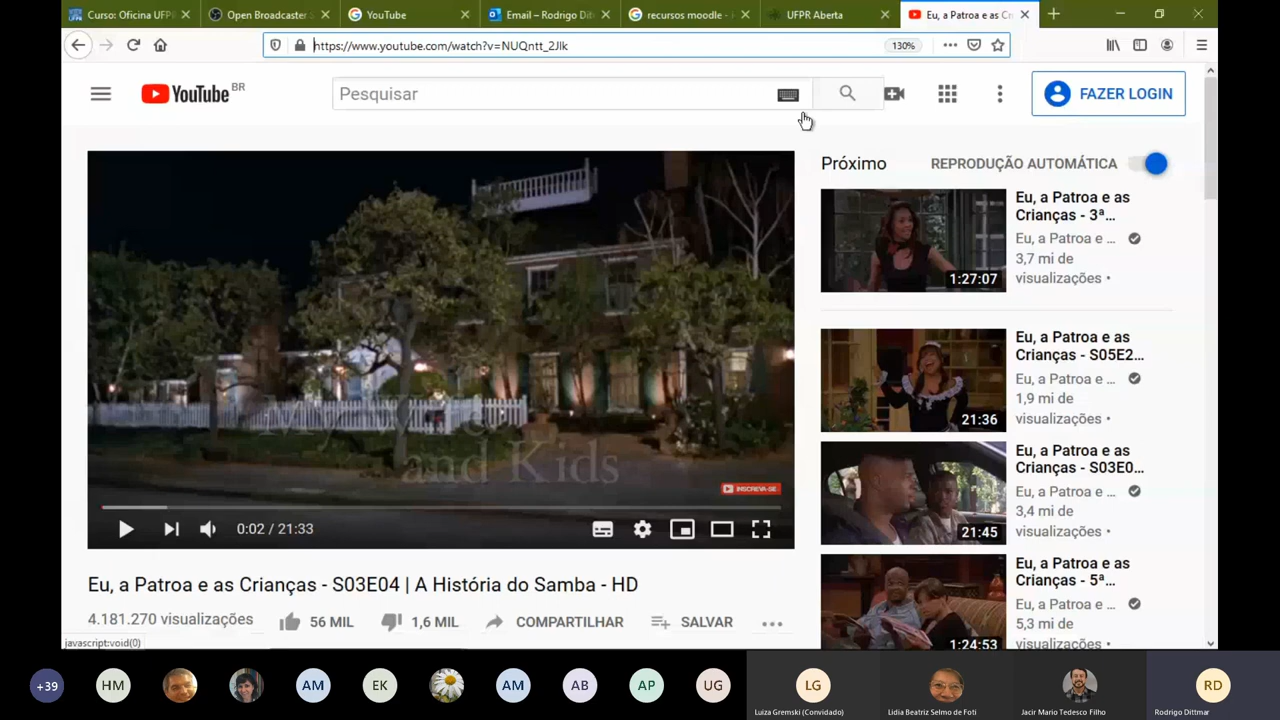 Curso: Oficina UFPR
Open Broadcaster S
YouTube
Email – Rodrigo Ditt
recursos moodle -
UFPR Aberta
Eu, a Patroa e as Cr
https://www.youtube.com/watch?v=NUQntt_2Jlk
130%
YouTube BR
Pesquisar
FAZER LOGIN
and Kids
INSCREVA-SE
0:02 / 21:33
Eu, a Patroa e as Crianças - S03E04 | A História do Samba - HD
4.181.270 visualizações
56 MIL
1,6 MIL
COMPARTILHAR
SALVAR
javascript:void(0)
Próximo
REPRODUÇÃO AUTOMÁTICA
1:27:07
Eu, a Patroa e as
Crianças - 3ª...
Eu, a Patroa e ...
3,7 mi de
visualizações •
21:36
Eu, a Patroa e as
Crianças - S05E2...
Eu, a Patroa e ...
1,9 mi de
visualizações •
21:45
Eu, a Patroa e as
Crianças - S03E0...
Eu, a Patroa e ...
3,4 mi de
visualizações •
1:24:53
Eu, a Patroa e as
Crianças - 5ª...
Eu, a Patroa e ...
5,3 mi de
visualizações •
+39
HM
AM
EK
AM
AB
AP
UG
LG
RD
Luiza Gremski (Convidado)
Lidia Beatriz Selmo de Foti
Jacir Mario Tedesco Filho
Rodrigo Dittmar